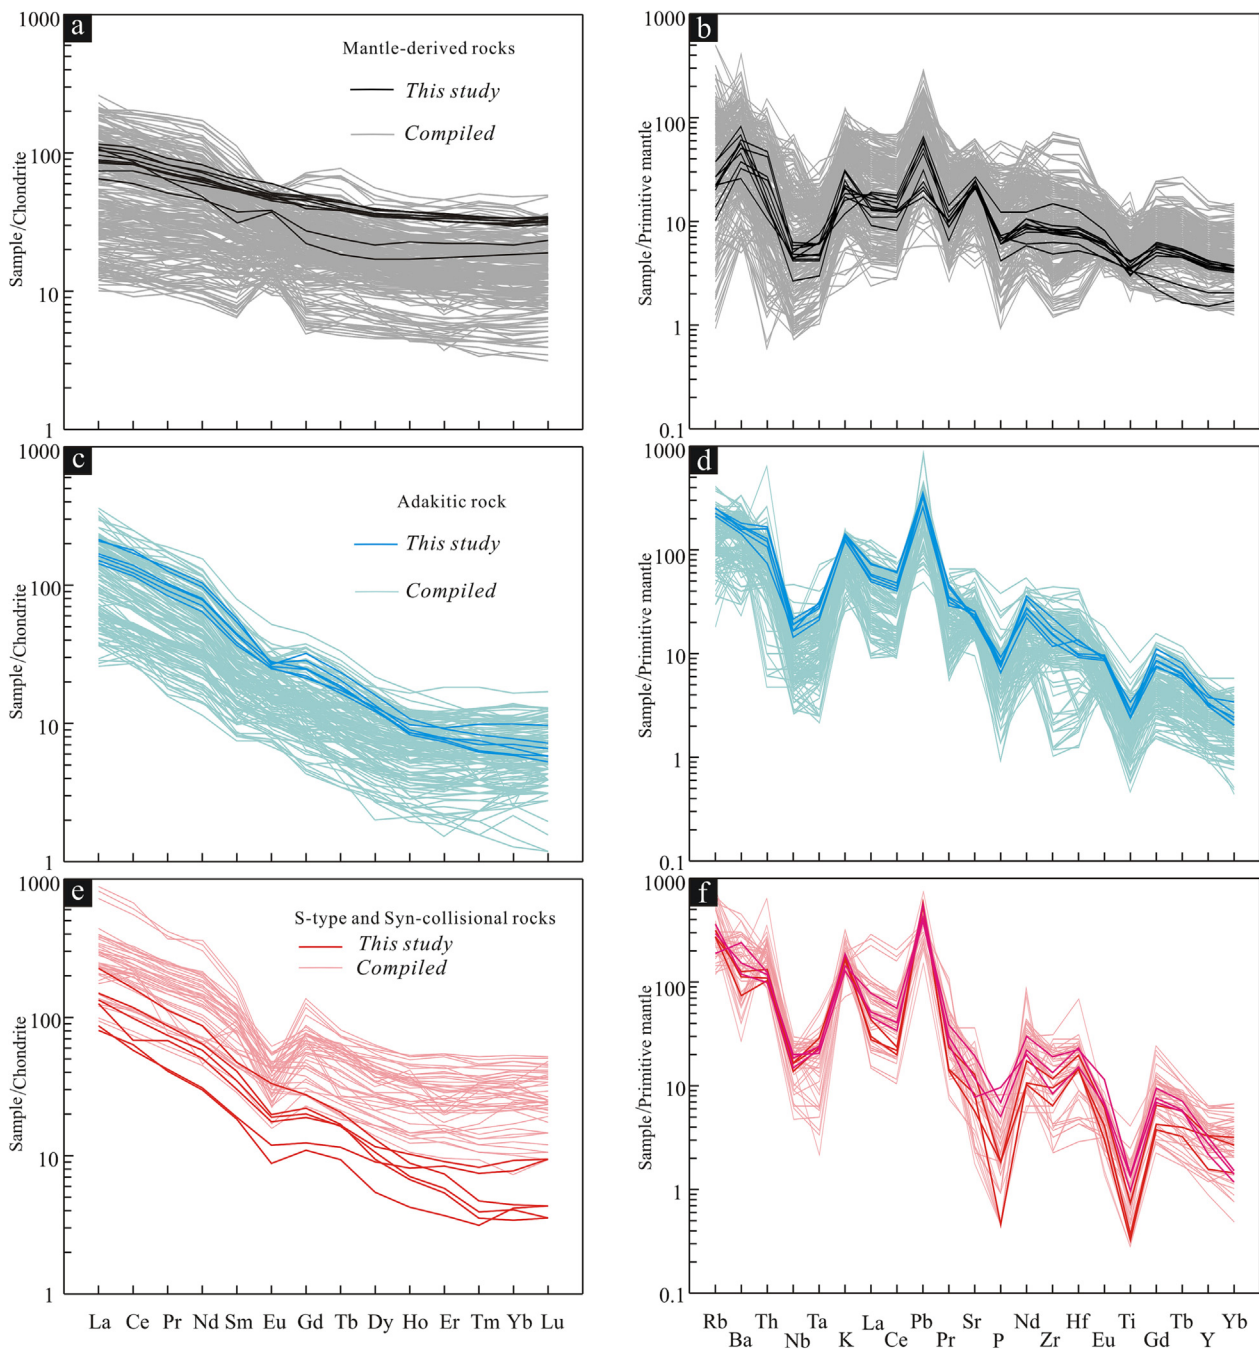 a
Mantle-derived rocks
This study
Compiled
1000
100
10
1
Sample/Chondrite
b
1000
100
10
1
0.1
Sample/Primitive mantle
c
Adakitic rock
This study
Compiled
1000
100
10
1
Sample/Chondrite
d
1000
100
10
1
0.1
Sample/Primitive mantle
e
S-type and Syn-collisional rocks
This study
Compiled
1000
100
10
1
Sample/Chondrite
La Ce Pr Nd Sm Eu Gd Tb Dy Ho Er Tm Yb Lu
f
1000
100
10
1
0.1
Sample/Primitive mantle
Rb Th Ta La Pb Sr Nd Hf Ti Tb Yb
Ba Nb K Ce Pr P Zr Eu Gd Y